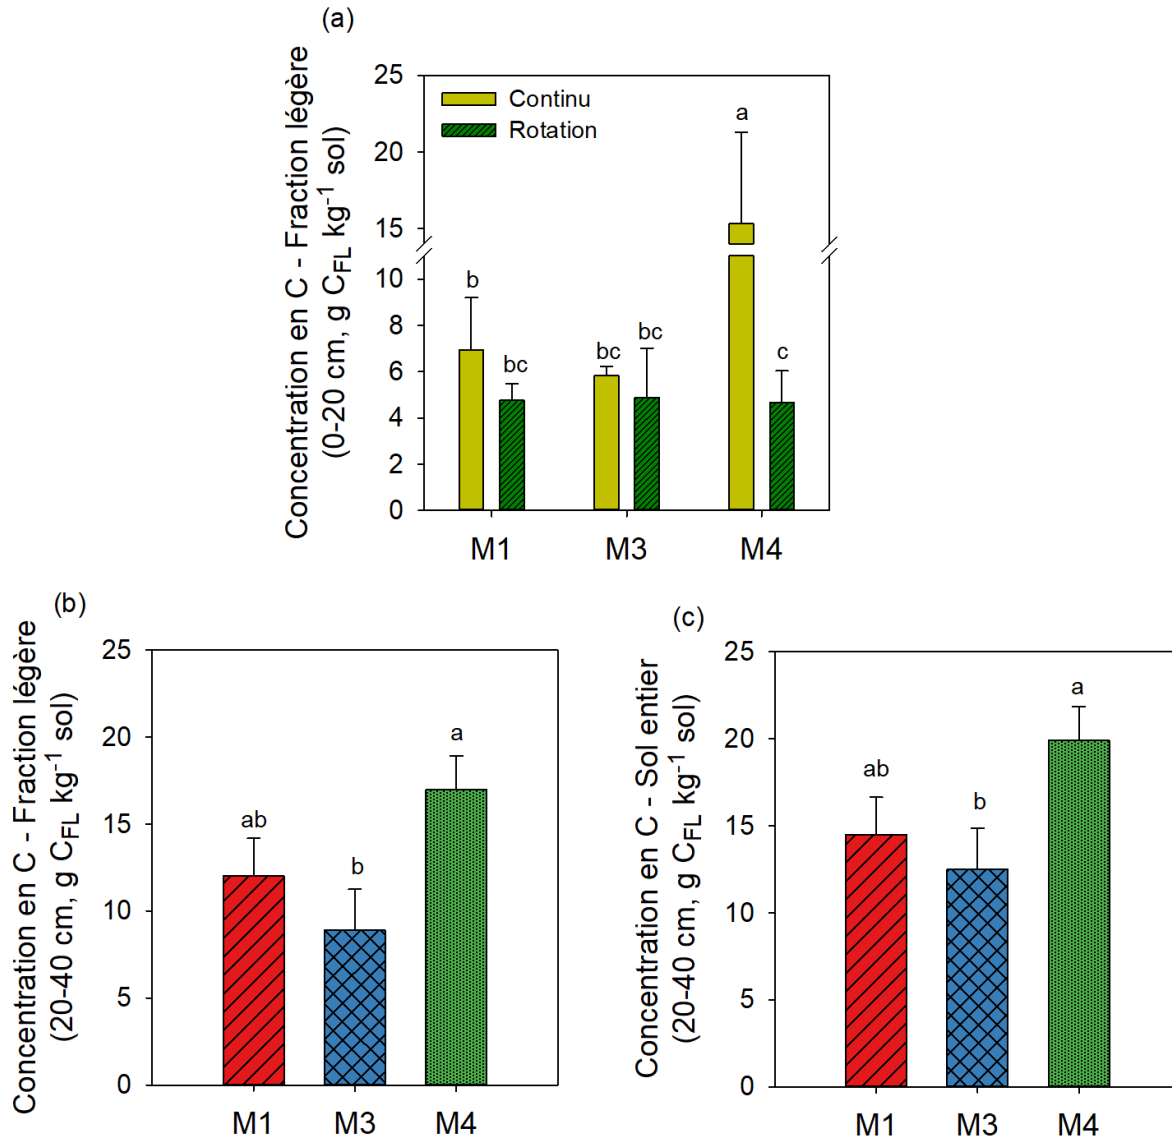 (a)
Concentration en C - Fraction légère
(0-20 cm, g C_FL kg⁻¹ sol)
25
20
15
10
8
6
4
2
0
Continu
Rotation
b
bc
bc
bc
a
c
M1
M3
M4
(b)
Concentration en C - Fraction légère
(20-40 cm, g C_FL kg⁻¹ sol)
25
20
15
10
5
0
ab
b
a
M1
M3
M4
(c)
Concentration en C - Sol entier
(20-40 cm, g C_FL kg⁻¹ sol)
25
20
15
10
5
0
ab
b
a
M1
M3
M4